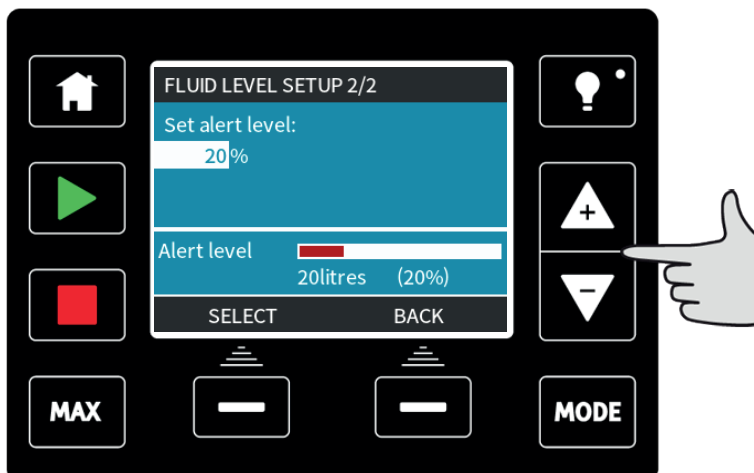 FLUID LEVEL SETUP 2/2
Set alert level:
20%
Alert level
20litres (20%)
SELECT BACK
+
−
MAX
MODE